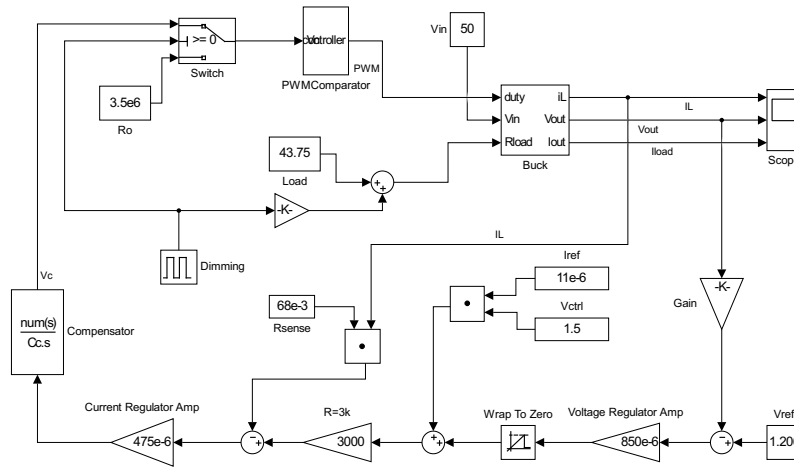 >= 0
Switch
PWMComparator
PWM
Vin
50
3.5e6
Ro
duty
Vin
Rload
iL
Vout
Iout
Buck
IL
Vout
Iload
Scop
43.75
Load
-K-
Dimming
IL
Vc
Iref
11e-6
Vctrl
1.5
-K-
Gain
68e-3
Rsense
num(s)
Cc.s
Compensator
Current Regulator Amp
475e-6
R=3k
3000
Wrap To Zero
Voltage Regulator Amp
850e-6
Vref
1.20